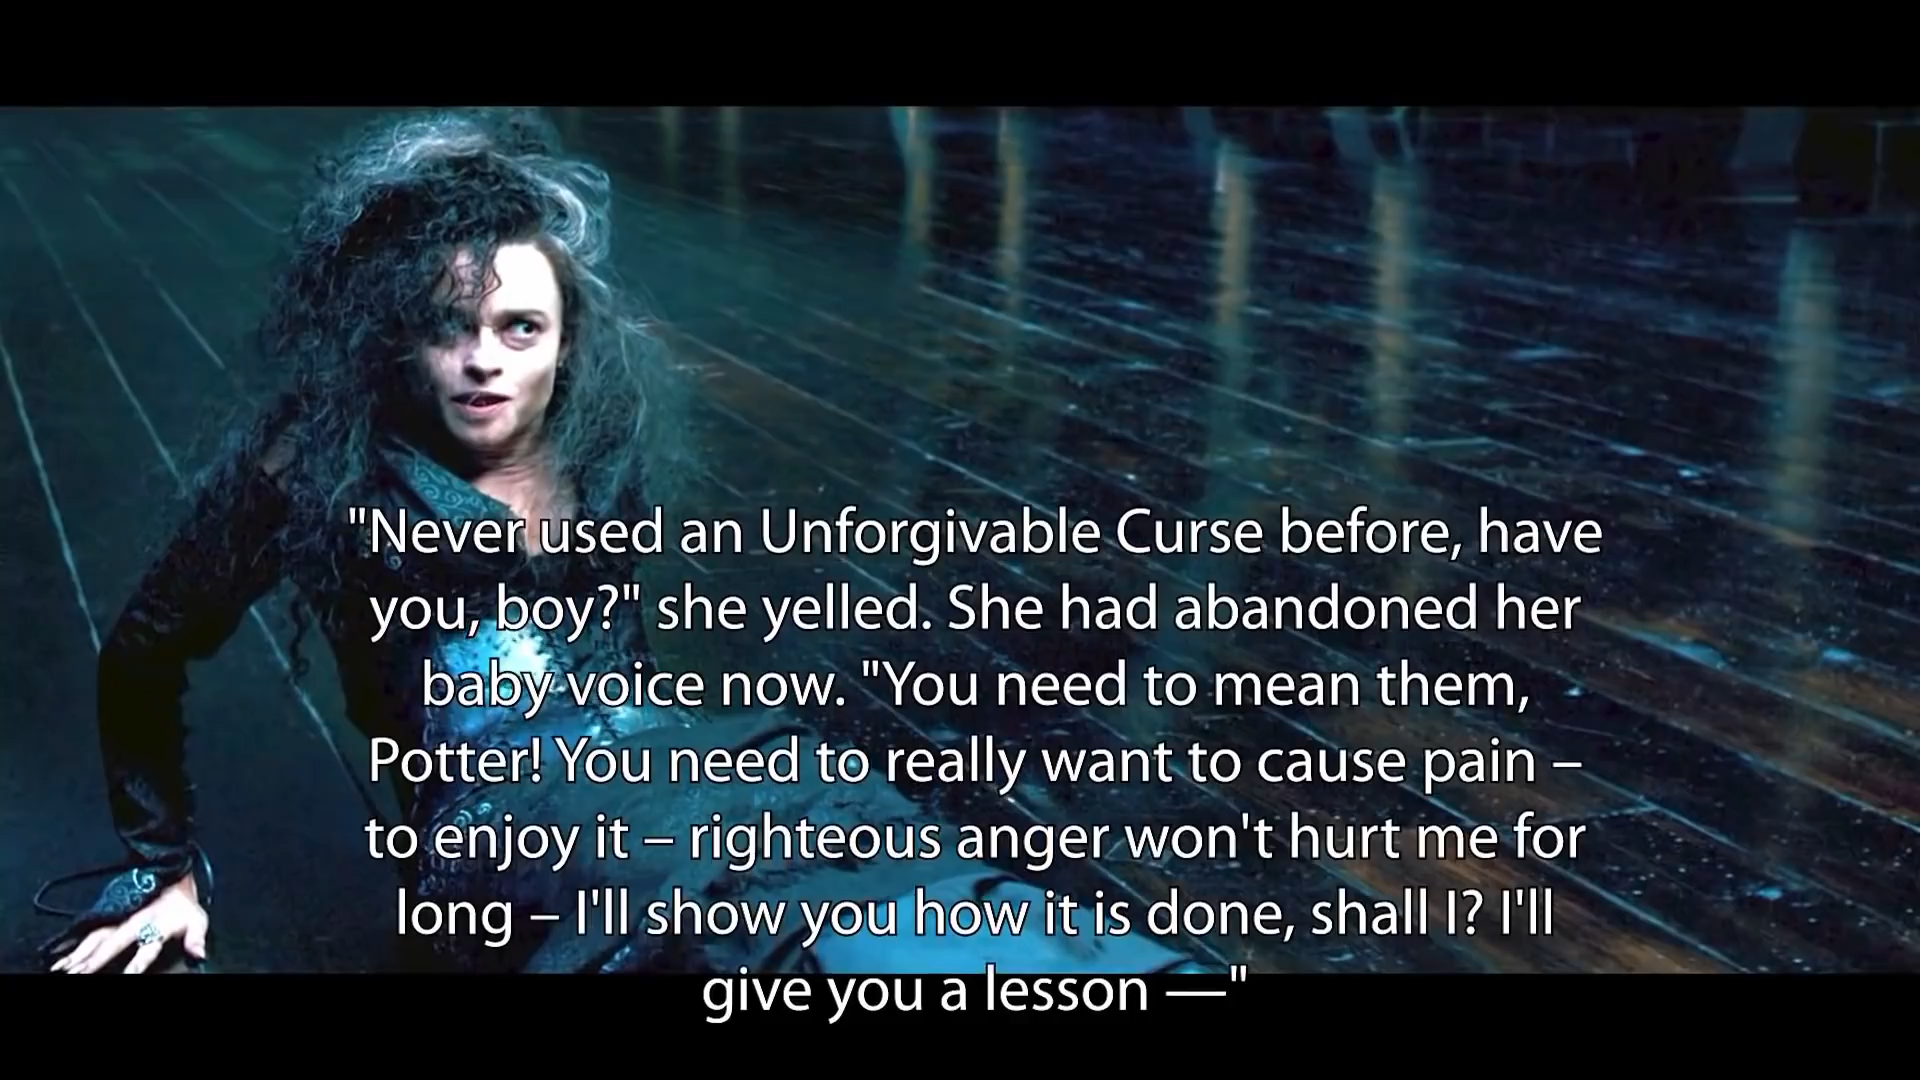 "Never used an Unforgivable Curse before, have
you, boy?" she yelled. She had abandoned her
baby voice now. "You need to mean them,
Potter! You need to really want to cause pain –
to enjoy it – righteous anger won't hurt me for
long – I'll show you how it is done, shall I? I'll
give you a lesson —"